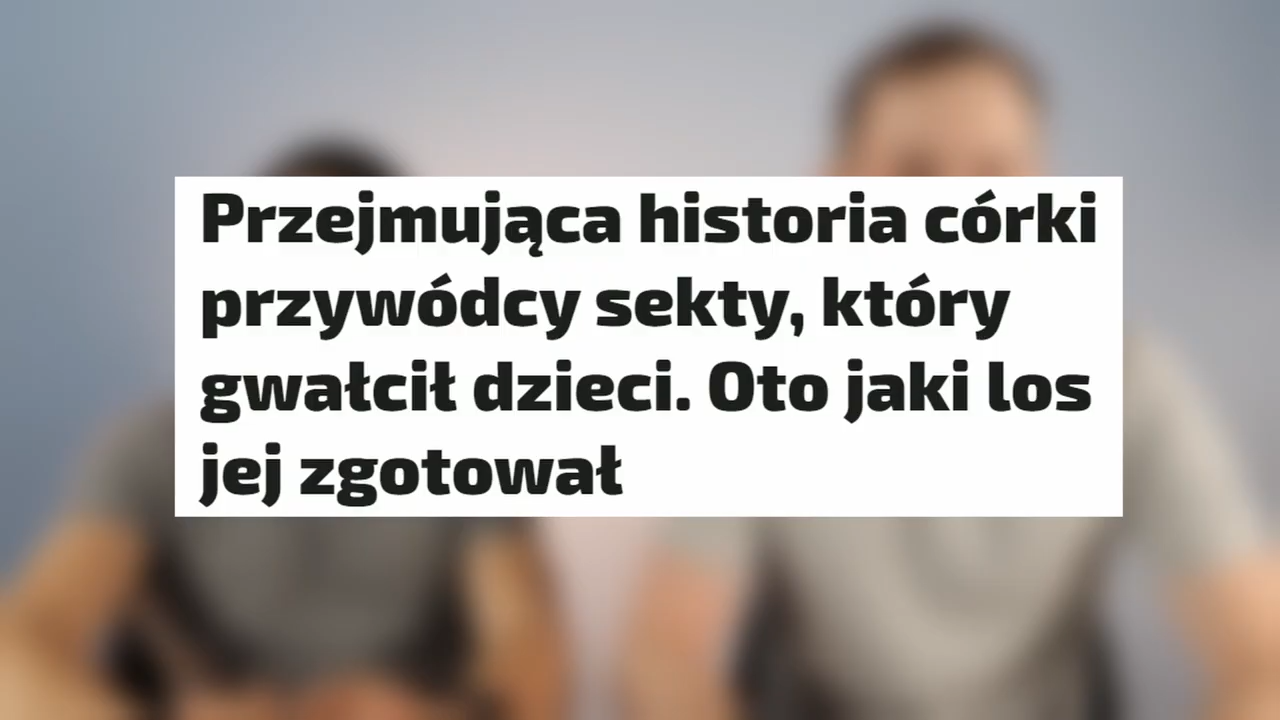 Przejmująca historia córki
przywódcy sekty, który
gwałcił dzieci. Oto jaki los
jej zgotował